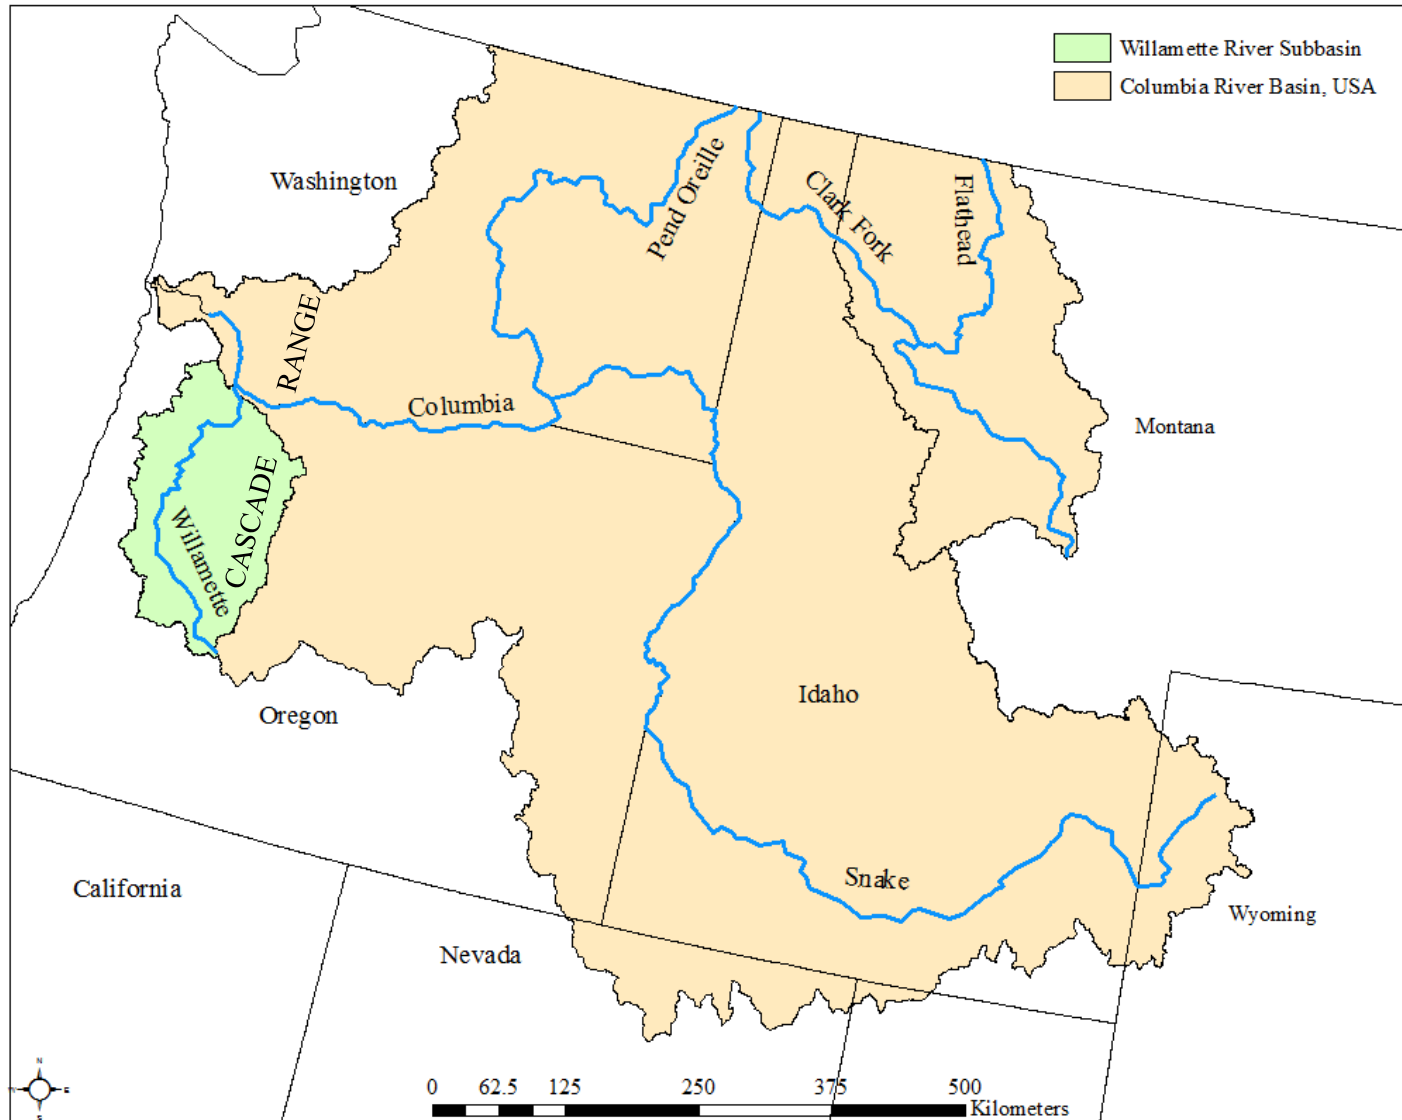 Willamette River Subbasin
Columbia River Basin, USA
Washington
Pend Oreille
Clark Fork
Flathead
RANGE
Columbia
Montana
CASCADE
Willamette
Idaho
Oregon
Snake
California
Wyoming
Nevada
N
W
E
S
0 62.5 125 250 375 500
Kilometers